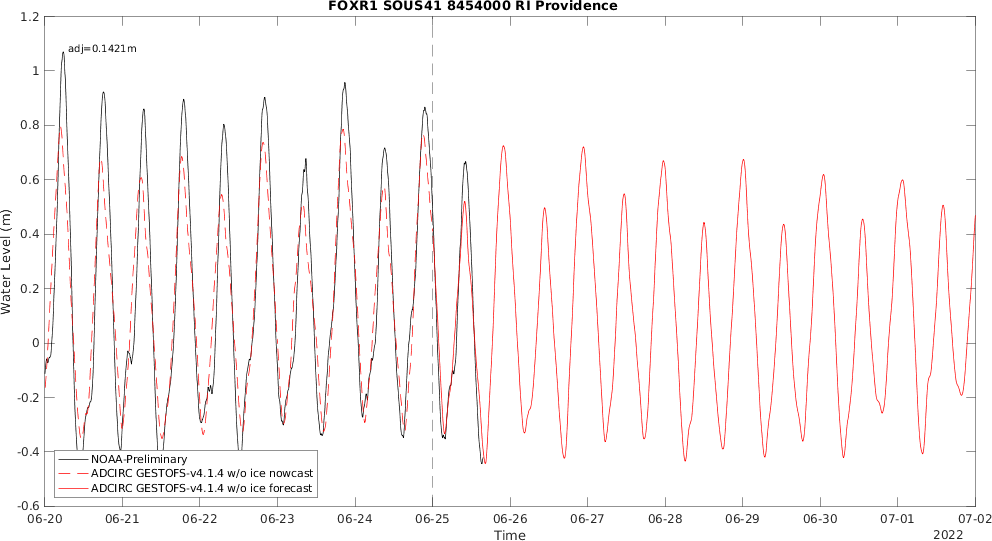 FOXR1 SOUS41 8454000 RI Providence
adj=0.1421m
Water Level (m)
1.2
1
0.8
0.6
0.4
0.2
0
-0.2
-0.4
-0.6
NOAA-Preliminary
ADCIRC GESTOFS-v4.1.4 w/o ice nowcast
ADCIRC GESTOFS-v4.1.4 w/o ice forecast
06-20 06-21 06-22 06-23 06-24 06-25 06-26 06-27 06-28 06-29 06-30 07-01 07-02
Time
2022